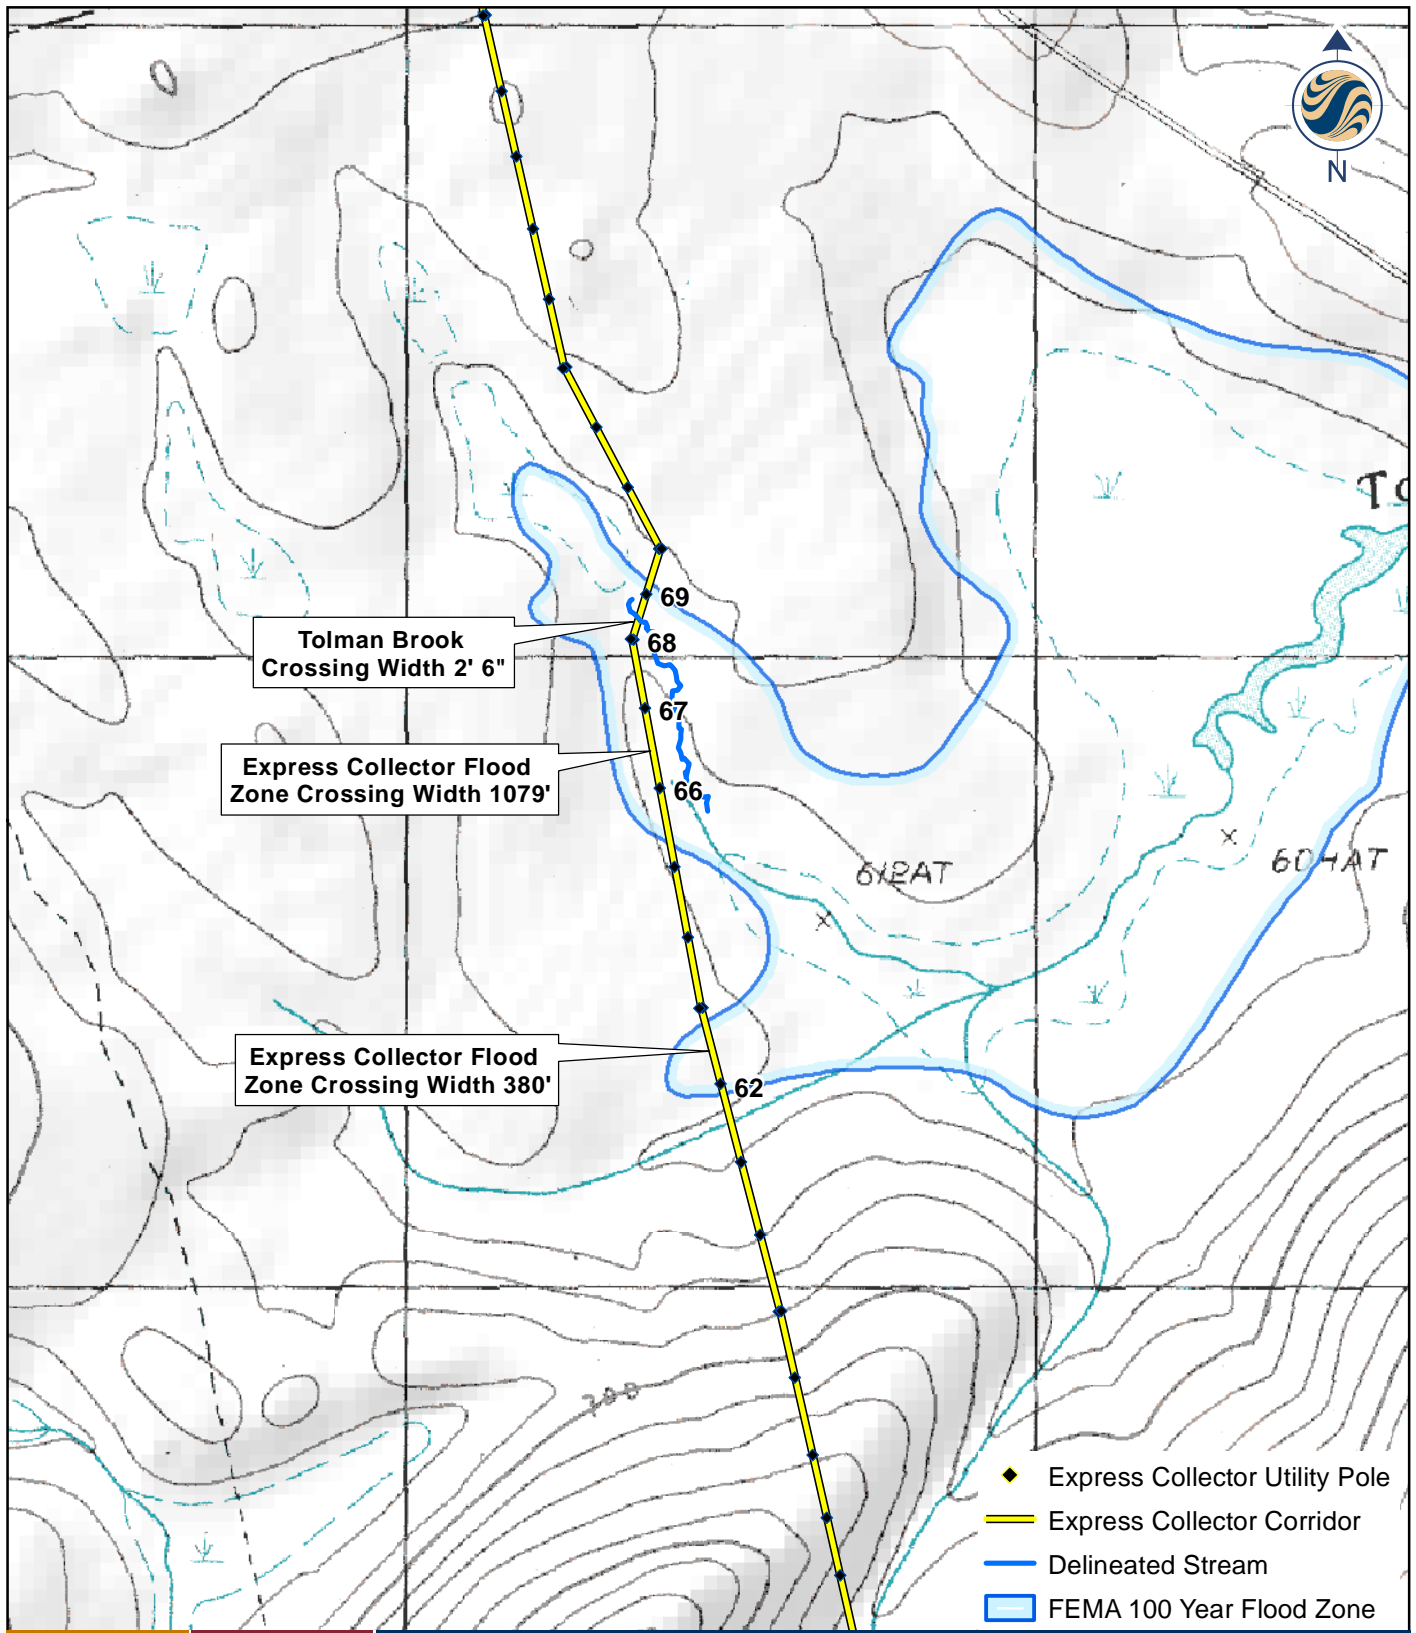 N
69
Tolman Brook
Crossing Width 2' 6"
68
67
Express Collector Flood
Zone Crossing Width 1079'
66
612AT
604AT
Express Collector Flood
Zone Crossing Width 380'
62
700
Express Collector Utility Pole
Express Collector Corridor
Delineated Stream
FEMA 100 Year Flood Zone